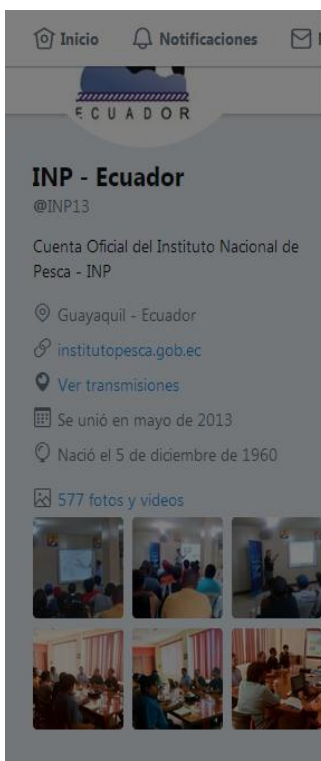 Inicio Notificaciones
ECUADOR
INP - Ecuador
@INP13
Cuenta Oficial del Instituto Nacional de
Pesca - INP
Guayaquil - Ecuador
institutopesca.gob.ec
Ver transmisiones
Se unió en mayo de 2013
Nació el 5 de diciembre de 1960
577 fotos y videos